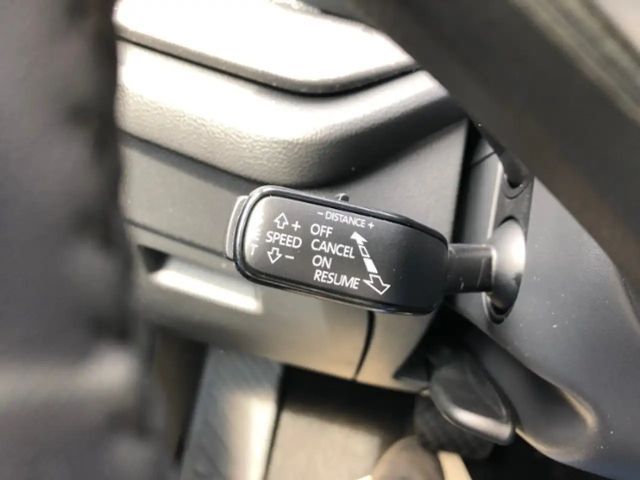 − DISTANCE +
+ OFF
SPEED CANCEL
− ON
RESUME